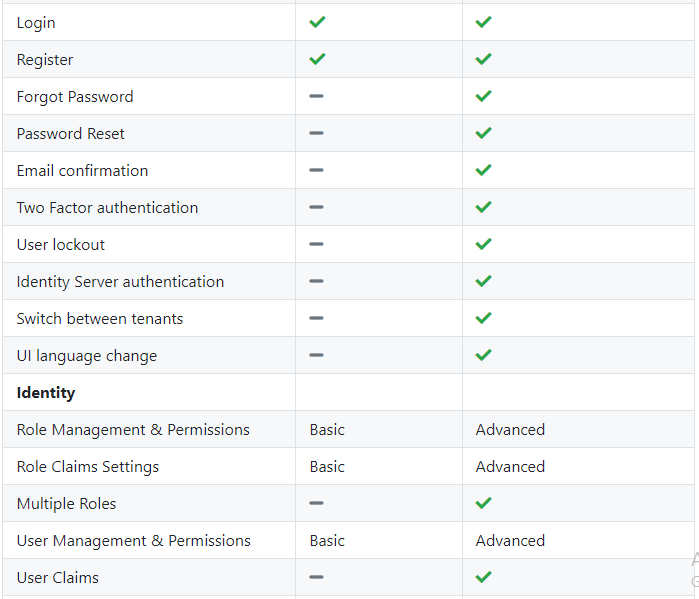 Login
Register
Forgot Password
Password Reset
Email confirmation
Two Factor authentication
User lockout
Identity Server authentication
Switch between tenants
UI language change
Identity
Role Management & Permissions Basic Advanced
Role Claims Settings Basic Advanced
Multiple Roles
User Management & Permissions Basic Advanced
User Claims